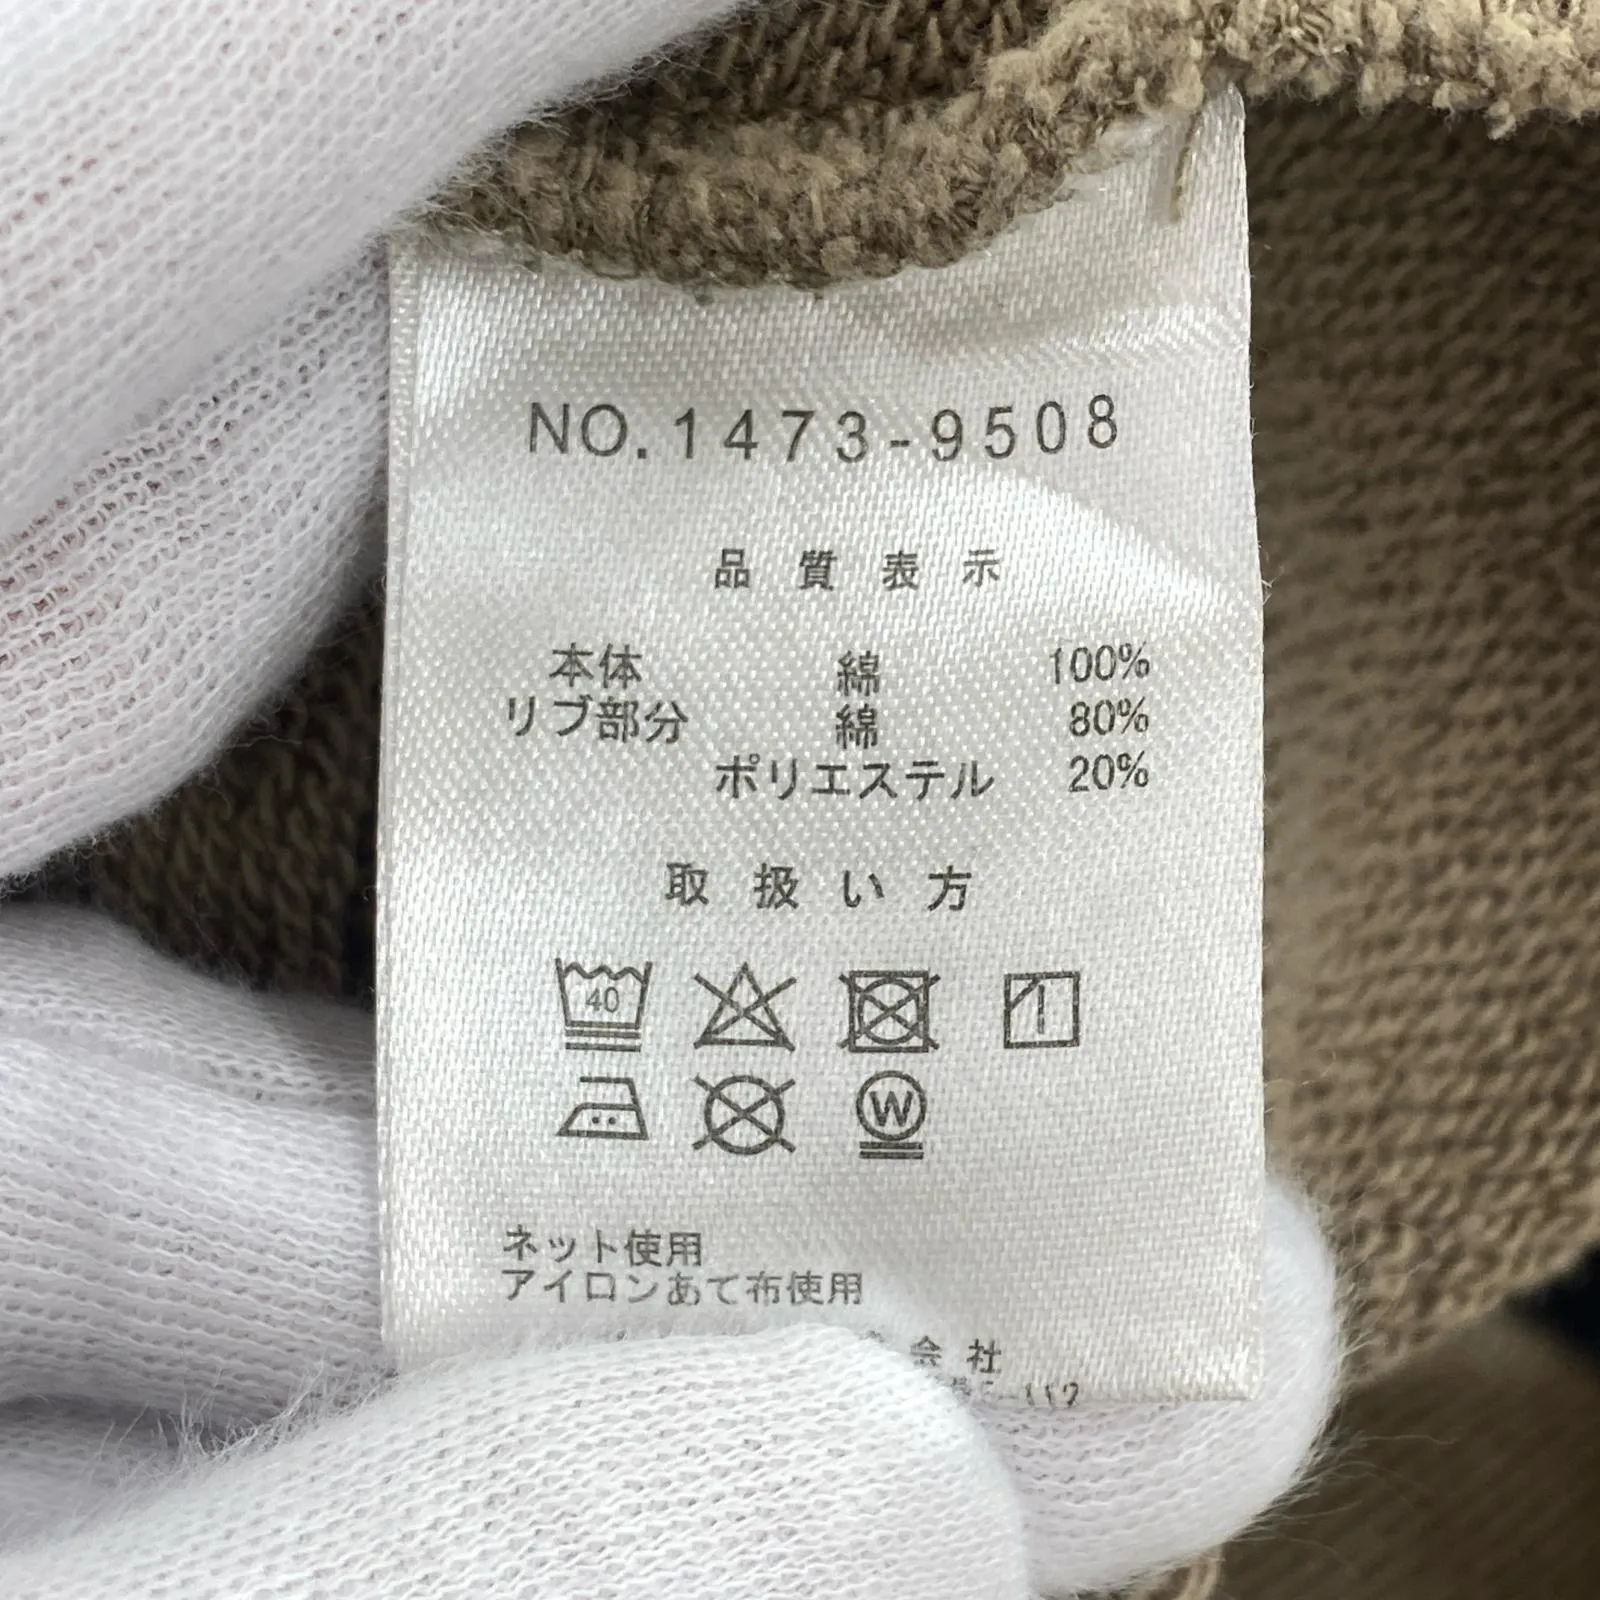 NO.1473-9508
品質表示
本体 綿 100%
リブ部分 綿 80%
ポリエステル 20%
取扱い方
40
W
ネット使用
アイロンあて布使用
会社